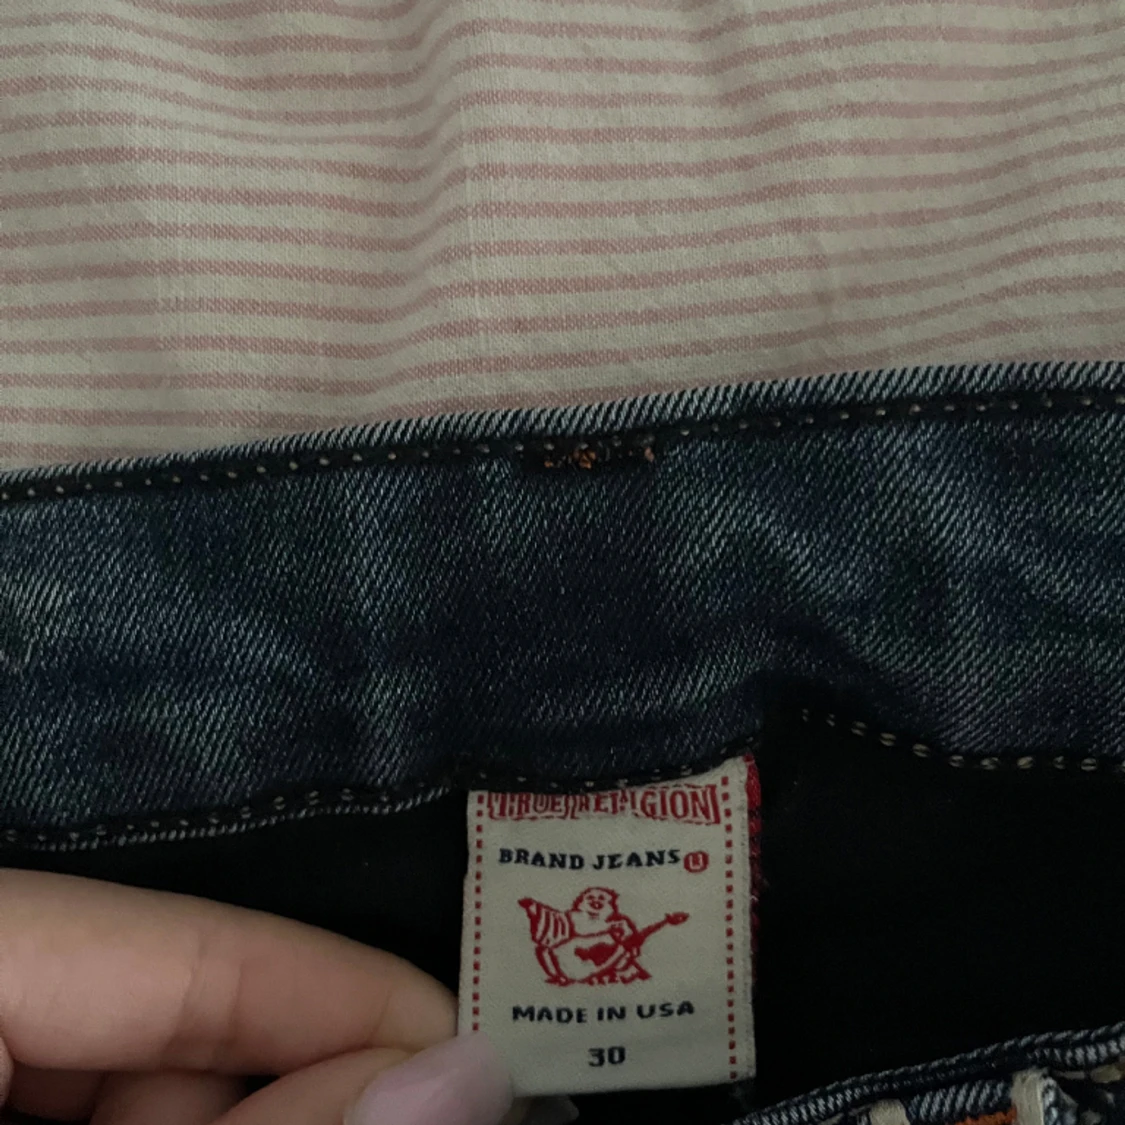 TRUE RELIGION
BRAND JEANS
MADE IN USA
30